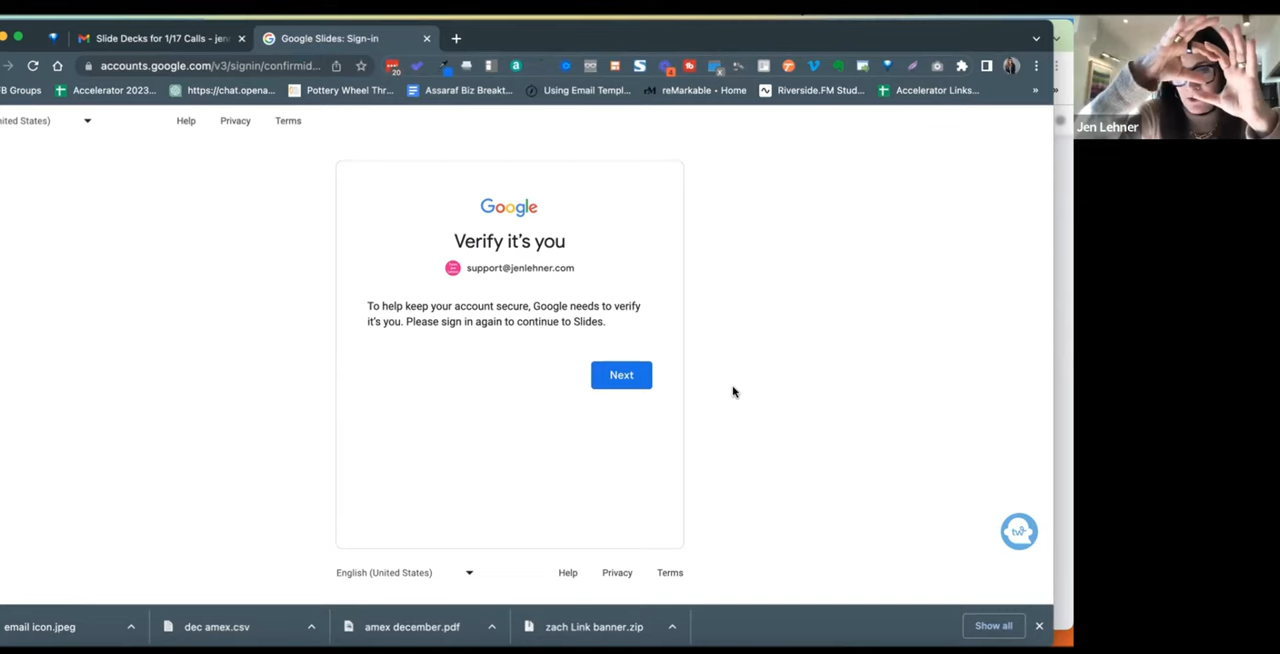 Slide Decks for 1/17 Calls - jen
Google Slides: Sign-in
accounts.google.com/v3/signin/confirmid...
20
4
B Groups
Accelerator 2023...
https://chat.opena...
Pottery Wheel Thr...
Assaraf Biz Breakt...
Using Email Templ...
reMarkable - Home
Riverside.FM Stud...
Accelerator Links...
»
Jen Lehner
nited States)
Help
Privacy
Terms
Google
Verify it's you
support@jenlehner.com
To help keep your account secure, Google needs to verify
it's you. Please sign in again to continue to Slides.
Next
tw
English (United States)
Help
Privacy
Terms
email icon.jpeg
dec amex.csv
amex december.pdf
zach Link banner.zip
Show all